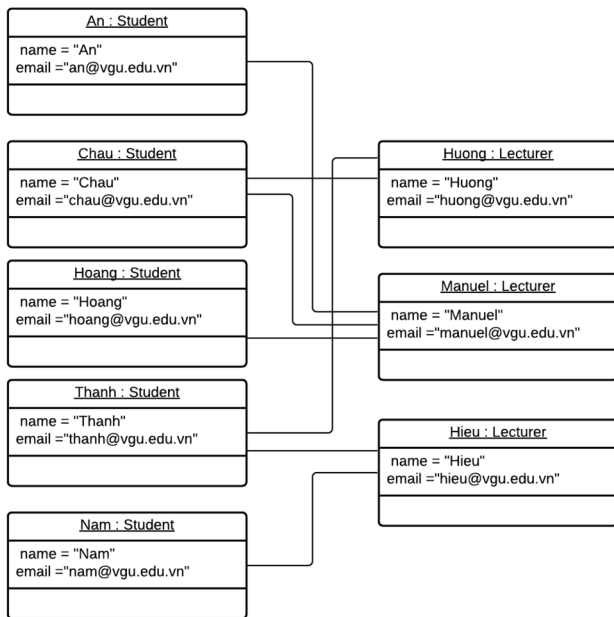 An : Student
name = "An"
email ="an@vgu.edu.vn"
Chau : Student
name = "Chau"
email ="chau@vgu.edu.vn"
Hoang : Student
name = "Hoang"
email ="hoang@vgu.edu.vn"
Thanh : Student
name = "Thanh"
email ="thanh@vgu.edu.vn"
Nam : Student
name = "Nam"
email ="nam@vgu.edu.vn"
Huong : Lecturer
name = "Huong"
email ="huong@vgu.edu.vn"
Manuel : Lecturer
name = "Manuel"
email ="manuel@vgu.edu.vn"
Hieu : Lecturer
name = "Hieu"
email ="hieu@vgu.edu.vn"